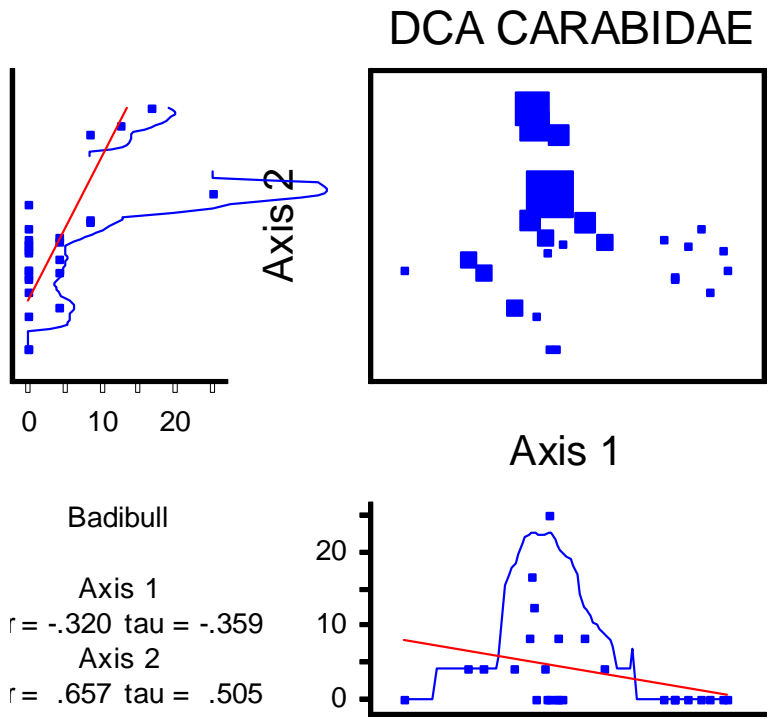 DCA CARABIDAE
Axis 2
0 10 20
Axis 1
Badibull
Axis 1
r = -.320 tau = -.359
Axis 2
r = .657 tau = .505
20
10
0